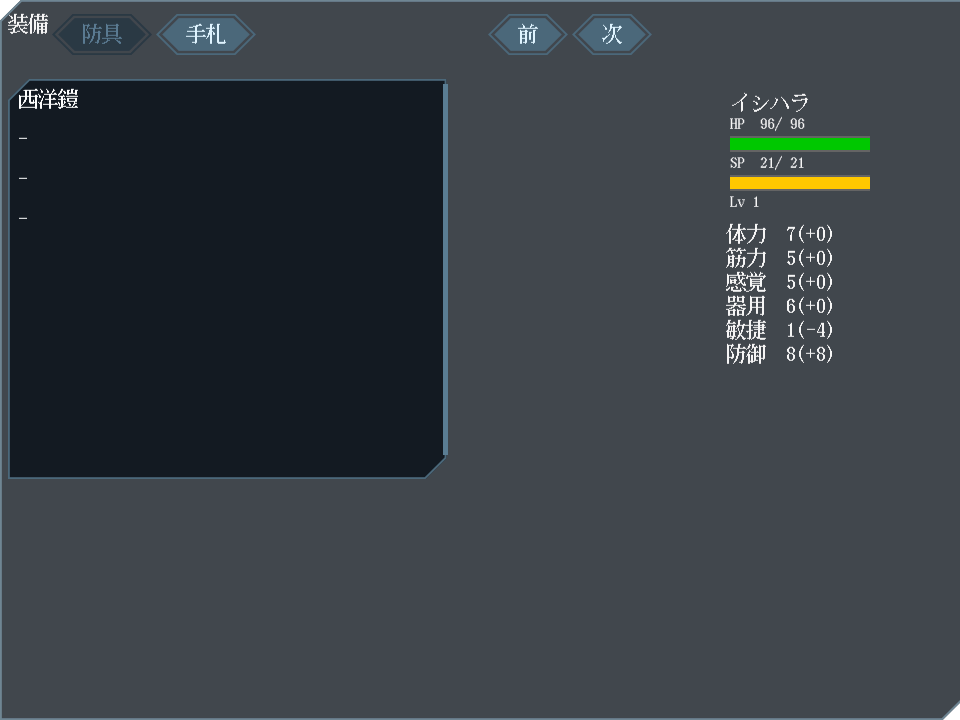 装備 防具 手札 前 次
西洋鎧
-
-
-
イシハラ
HP 96/ 96
SP 21/ 21
Lv 1
体力 7(+0)
筋力 5(+0)
感覚 5(+0)
器用 6(+0)
敏捷 1(-4)
防御 8(+8)